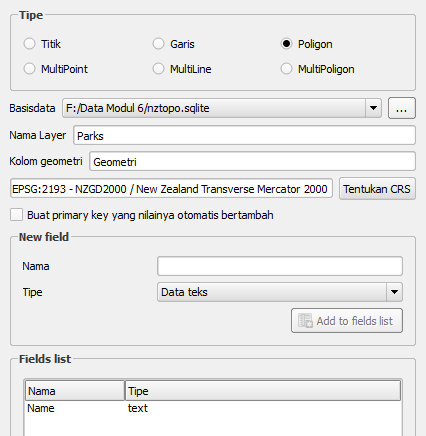 Tipe
Titik Garis Poligon
MultiPoint MultiLine MultiPoligon
Basisdata F:/Data Modul 6/nztopo.sqlite ...
Nama Layer Parks
Kolom geometri Geometri
EPSG:2193 - NZGD2000 / New Zealand Transverse Mercator 2000 Tentukan CRS
Buat primary key yang nilainya otomatis bertambah
New field
Nama
Tipe Data teks
Add to fields list
Fields list
Nama Tipe
Name text